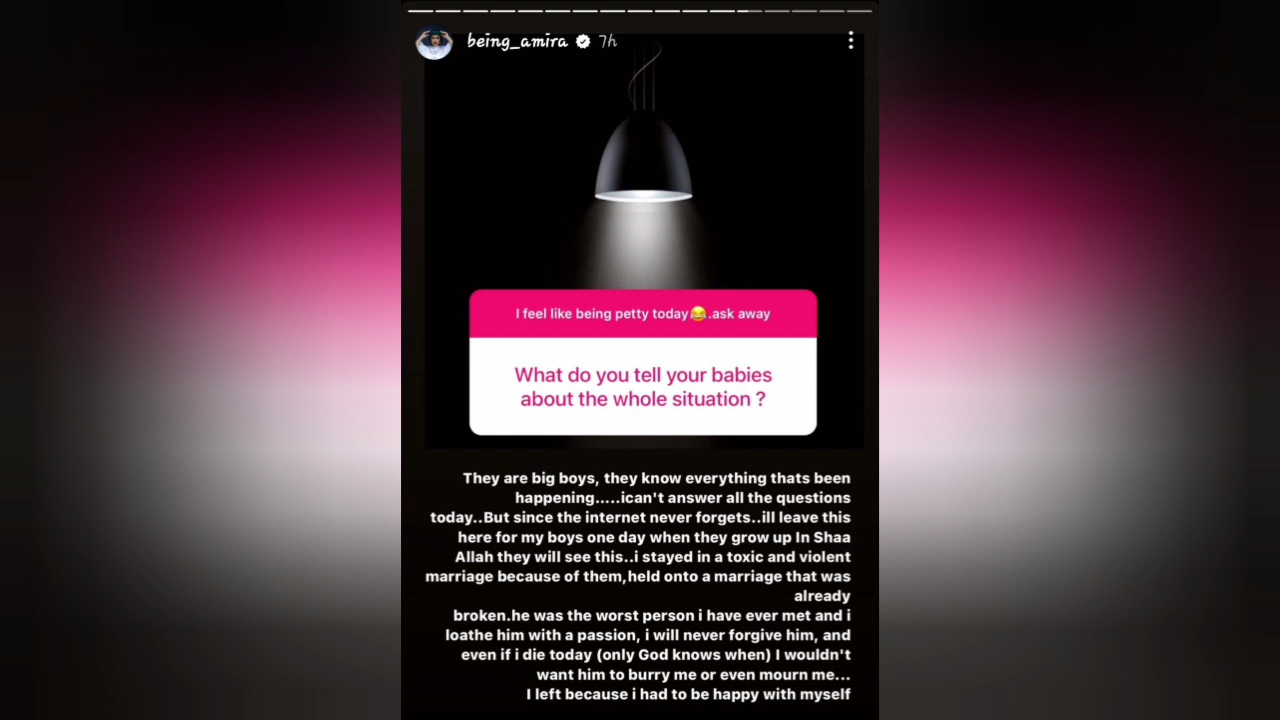 being_amira 7h
I feel like being petty today😂..ask away
What do you tell your babies
about the whole situation ?
They are big boys, they know everything thats been
happening.....ican't answer all the questions
today..But since the internet never forgets..ill leave this
here for my boys one day when they grow up In Shaa
Allah they will see this..i stayed in a toxic and violent
marriage because of them,held onto a marriage that was
already
broken.he was the worst person i have ever met and i
loathe him with a passion, i will never forgive him, and
even if i die today (only God knows when) I wouldn't
want him to burry me or even mourn me...
I left because i had to be happy with myself